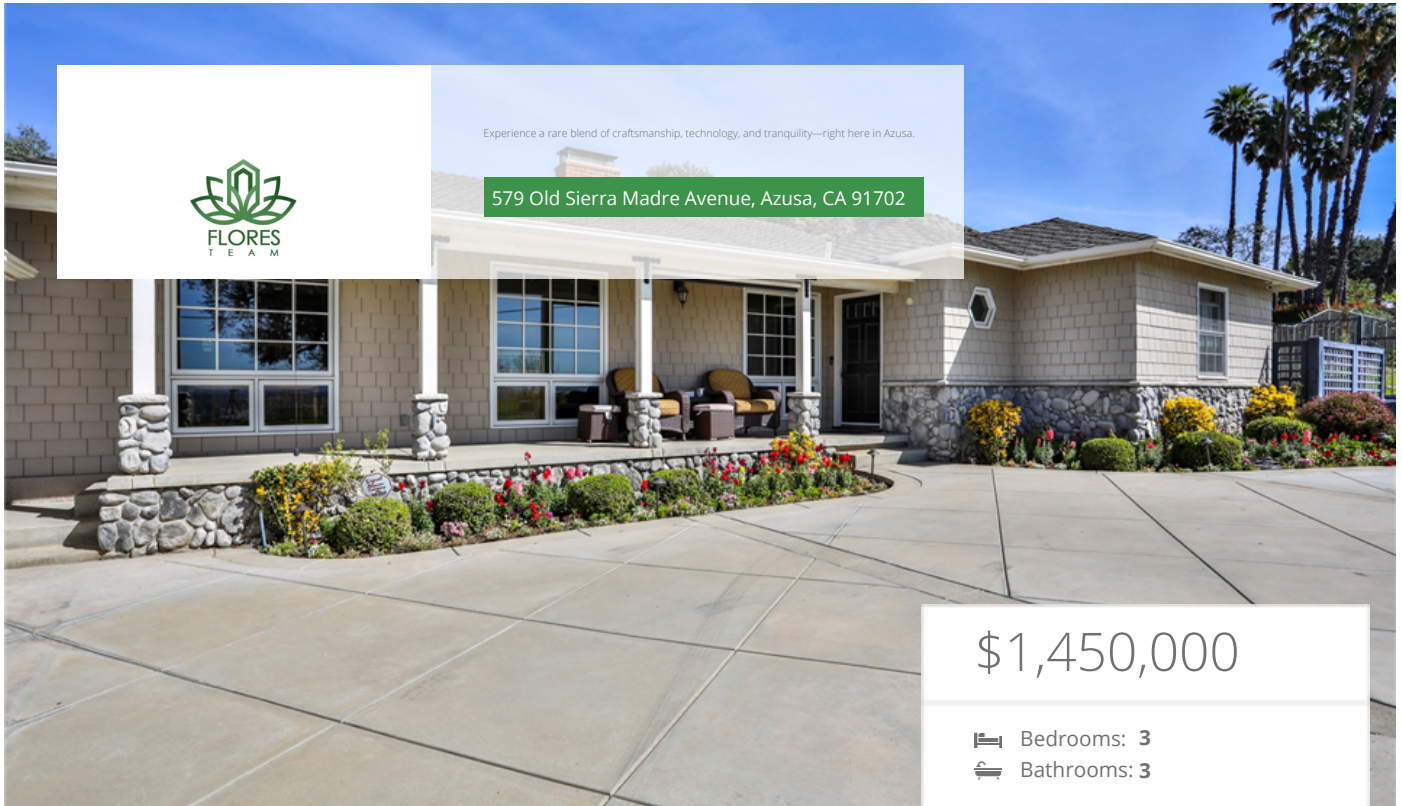 Experience a rare blend of craftsmanship, technology, and tranquility—right here in Azusa.
579 Old Sierra Madre Avenue, Azusa, CA 91702
FLORES
TEAM
$1,450,000
Bedrooms: 3
Bathrooms: 3